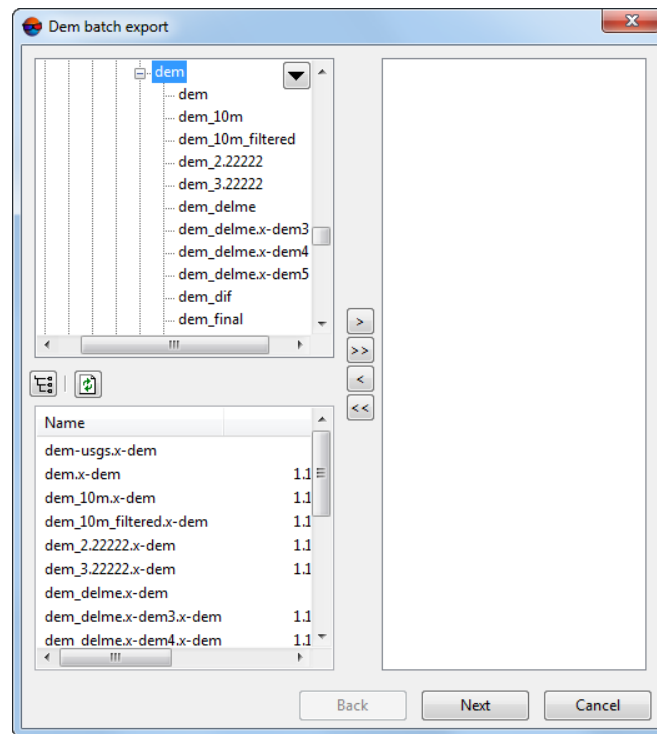 Dem batch export
dem
dem
dem_10m
dem_10m_filtered
dem_2.22222
dem_3.22222
dem_delme
dem_delme.x-dem3
dem_delme.x-dem4
dem_delme.x-dem5
dem_dif
dem_final
>
>>
<
<<
Name
dem-usgs.x-dem
dem.x-dem 1.1
dem_10m.x-dem 1.1
dem_10m_filtered.x-dem 1.1
dem_2.22222.x-dem 1.1
dem_3.22222.x-dem 1.1
dem_delme.x-dem
dem_delme.x-dem3.x-dem 1.1
dem_delme.x-dem4.x-dem 1.1
Back Next Cancel